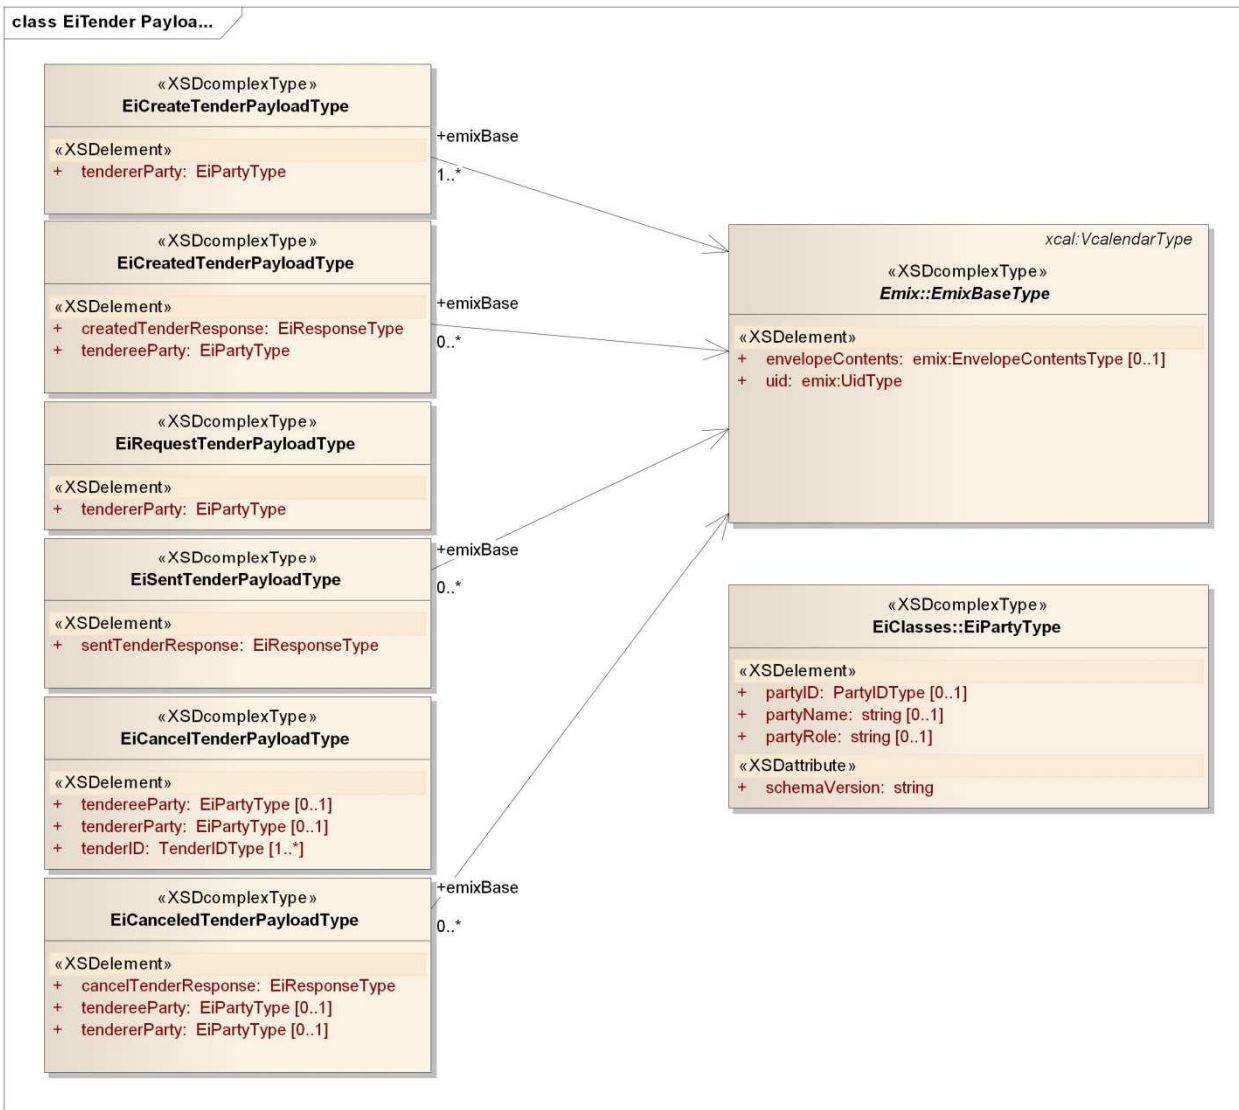 class EiTender Payloa...
«XSDcomplexType»
EiCreateTenderPayloadType
«XSDelement»
+ tendererParty: EiPartyType
+emixBase
1..*
«XSDcomplexType»
EiCreatedTenderPayloadType
«XSDelement»
+ createdTenderResponse: EiResponseType
+ tendereeParty: EiPartyType
+emixBase
0..*
«XSDcomplexType»
EiRequestTenderPayloadType
«XSDelement»
+ tendererParty: EiPartyType
«XSDcomplexType»
EiSentTenderPayloadType
«XSDelement»
+ sentTenderResponse: EiResponseType
+emixBase
0..*
«XSDcomplexType»
EiCancelTenderPayloadType
«XSDelement»
+ tendereeParty: EiPartyType [0..1]
+ tendererParty: EiPartyType [0..1]
+ tenderID: TenderIDType [1..*]
«XSDcomplexType»
EiCanceledTenderPayloadType
«XSDelement»
+ cancelTenderResponse: EiResponseType
+ tendereeParty: EiPartyType [0..1]
+ tendererParty: EiPartyType [0..1]
+emixBase
0..*
xcal:VcalendarType
«XSDcomplexType»
Emix::EmixBaseType
«XSDelement»
+ envelopeContents: emix:EnvelopeContentsType [0..1]
+ uid: emix:UidType
«XSDcomplexType»
EiClasses::EiPartyType
«XSDelement»
+ partyID: PartyIDType [0..1]
+ partyName: string [0..1]
+ partyRole: string [0..1]
«XSDattribute»
+ schemaVersion: string